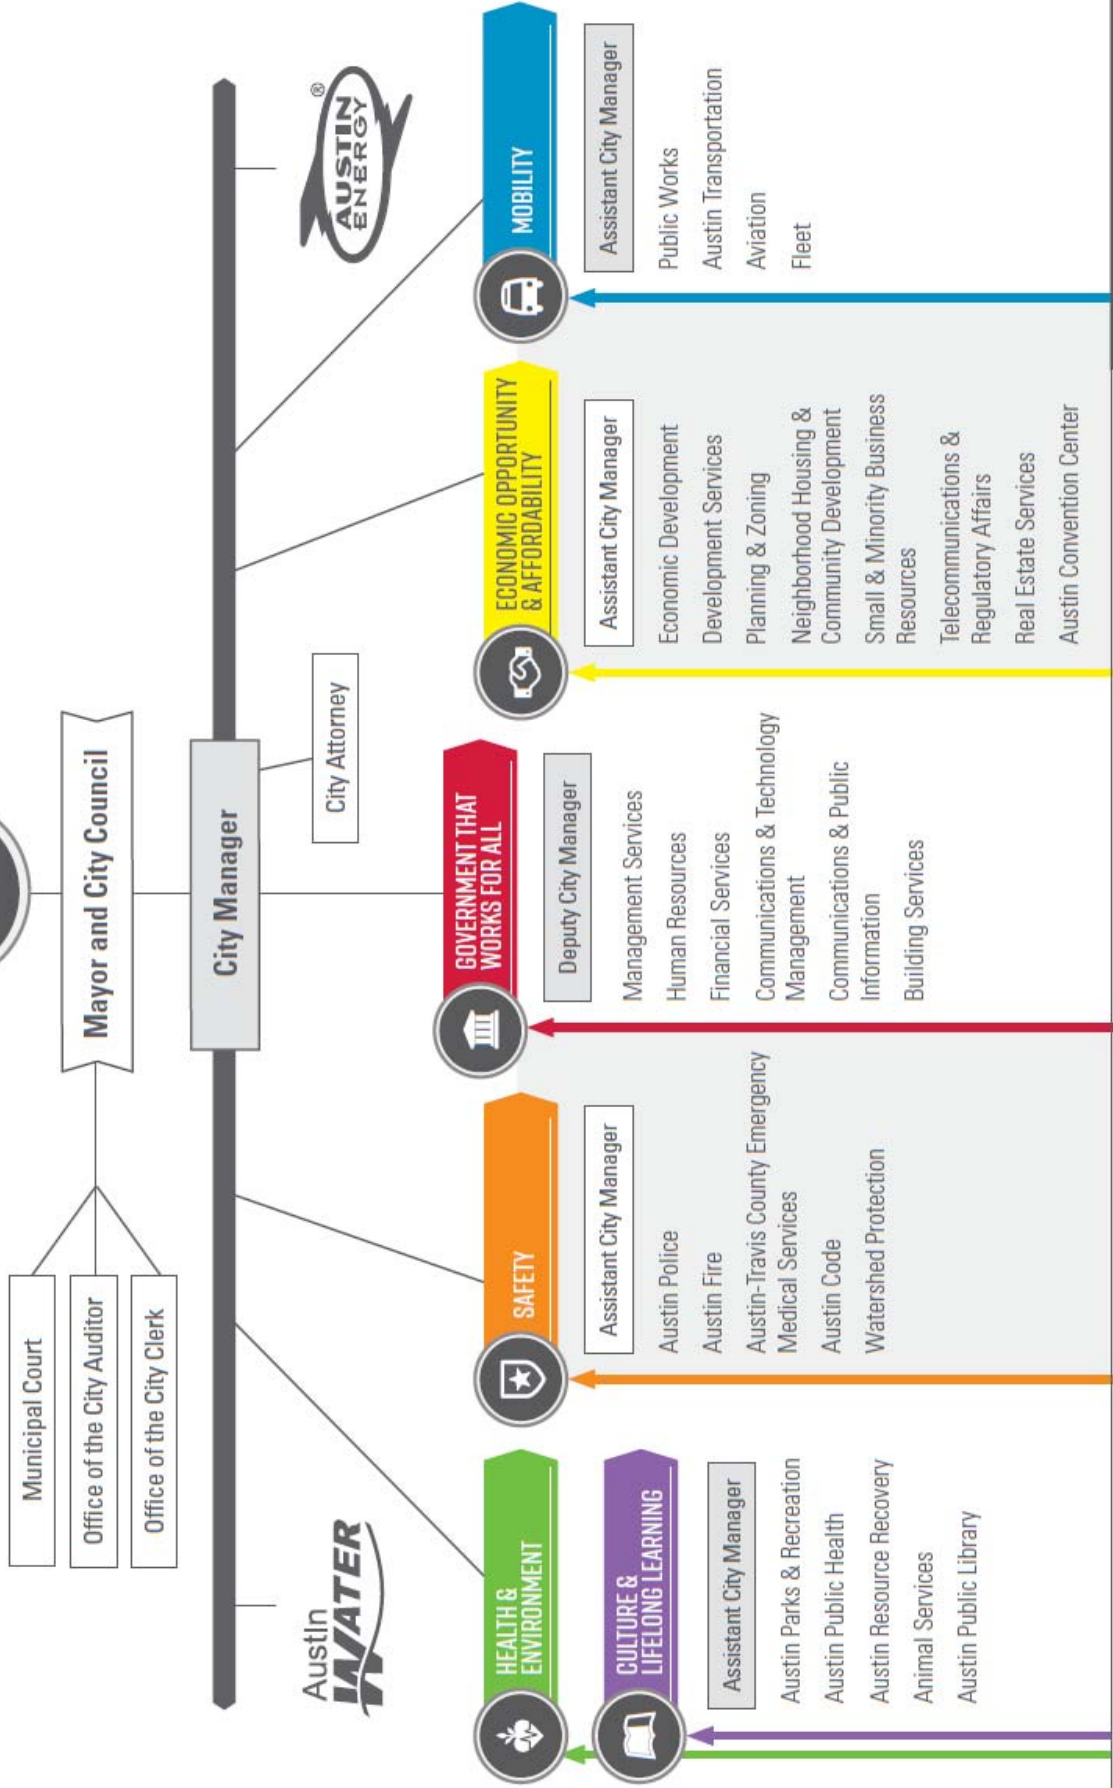 Mayor and City Council
Municipal Court
Office of the City Auditor
Office of the City Clerk
City Manager
City Attorney
Austin
WATER
AUSTIN
ENERGY
®
HEALTH &
ENVIRONMENT
CULTURE &
LIFELONG LEARNING
Assistant City Manager
Austin Parks & Recreation
Austin Public Health
Austin Resource Recovery
Animal Services
Austin Public Library
SAFETY
Assistant City Manager
Austin Police
Austin Fire
Austin-Travis County Emergency
Medical Services
Austin Code
Watershed Protection
GOVERNMENT THAT
WORKS FOR ALL
Deputy City Manager
Management Services
Human Resources
Financial Services
Communications & Technology
Management
Communications & Public
Information
Building Services
ECONOMIC OPPORTUNITY
& AFFORDABILITY
Assistant City Manager
Economic Development
Development Services
Planning & Zoning
Neighborhood Housing &
Community Development
Small & Minority Business
Resources
Telecommunications &
Regulatory Affairs
Real Estate Services
Austin Convention Center
MOBILITY
Assistant City Manager
Public Works
Austin Transportation
Aviation
Fleet